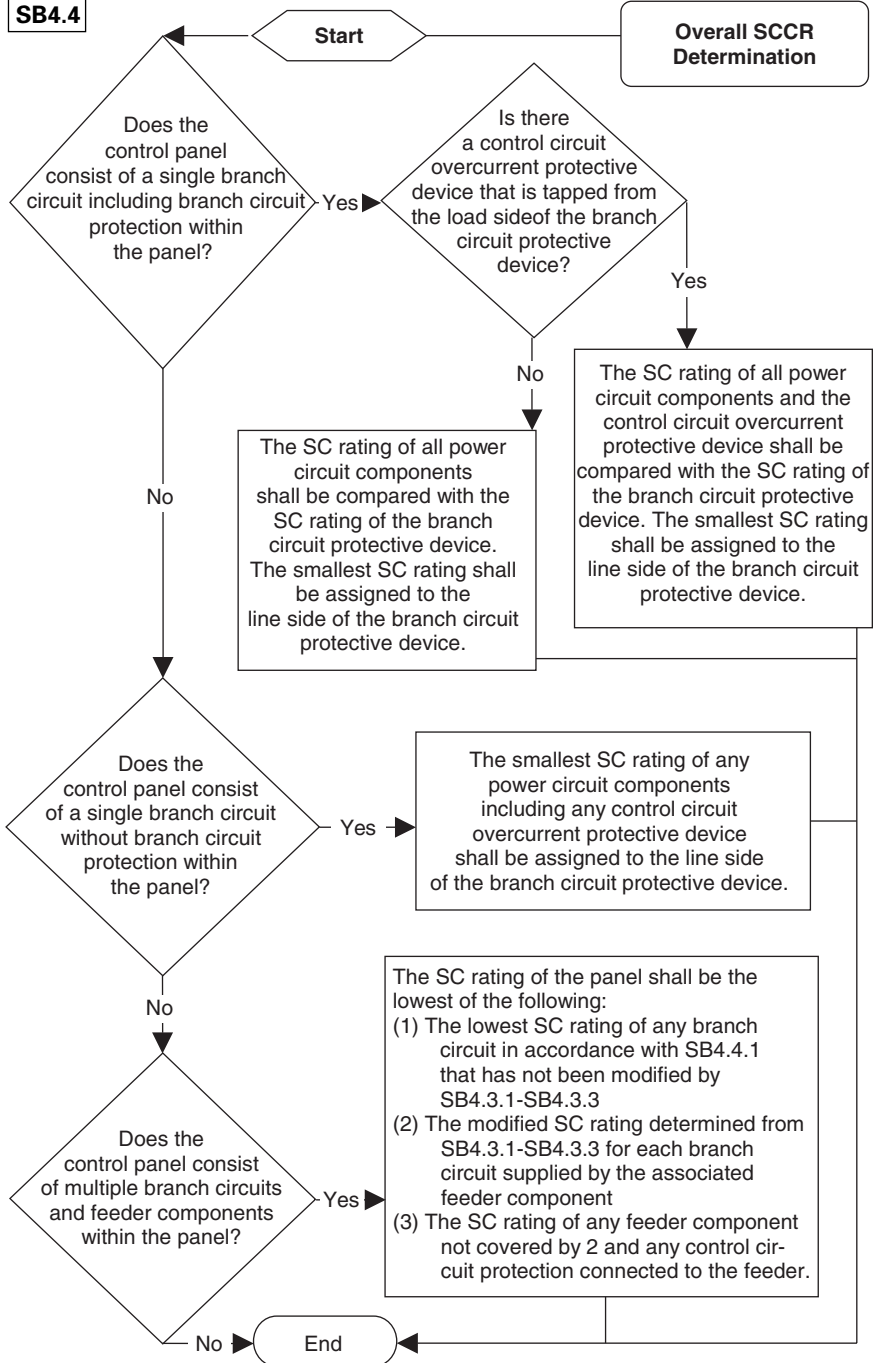 SB4.4
Start
Overall SCCR
Determination
Does the
control panel
consist of a single branch
circuit including branch circuit
protection within
the panel?
Yes
Is there
a control circuit
overcurrent protective
device that is tapped from
the load sideof the branch
circuit protective
device?
Yes
No
No
The SC rating of all power
circuit components
shall be compared with the
SC rating of the branch
circuit protective device.
The smallest SC rating shall
be assigned to the
line side of the branch circuit
protective device.
The SC rating of all power
circuit components and the
control circuit overcurrent
protective device shall be
compared with the SC rating of
the branch circuit protective
device. The smallest SC rating
shall be assigned to the
line side of the branch circuit
protective device.
Does the
control panel consist
of a single branch circuit
without branch circuit
protection within
the panel?
Yes
The smallest SC rating of any
power circuit components
including any control circuit
overcurrent protective device
shall be assigned to the line side
of the branch circuit protective device.
No
Does the
control panel consist
of multiple branch circuits
and feeder components
within the panel?
Yes
The SC rating of the panel shall be the
lowest of the following:
(1) The lowest SC rating of any branch
circuit in accordance with SB4.4.1
that has not been modified by
SB4.3.1-SB4.3.3
(2) The modified SC rating determined from
SB4.3.1-SB4.3.3 for each branch
circuit supplied by the associated
feeder component
(3) The SC rating of any feeder component
not covered by 2 and any control cir-
cuit protection connected to the feeder.
No
End